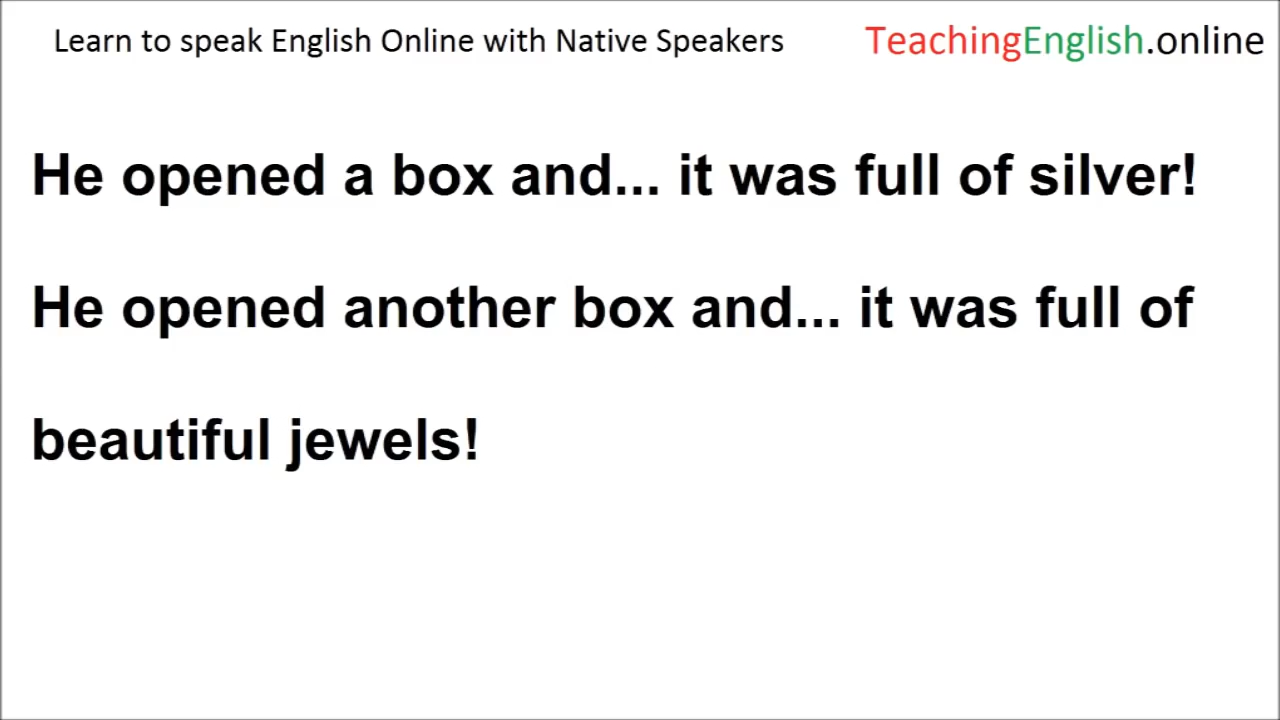 Learn to speak English Online with Native Speakers TeachingEnglish.online
He opened a box and... it was full of silver!
He opened another box and... it was full of
beautiful jewels!